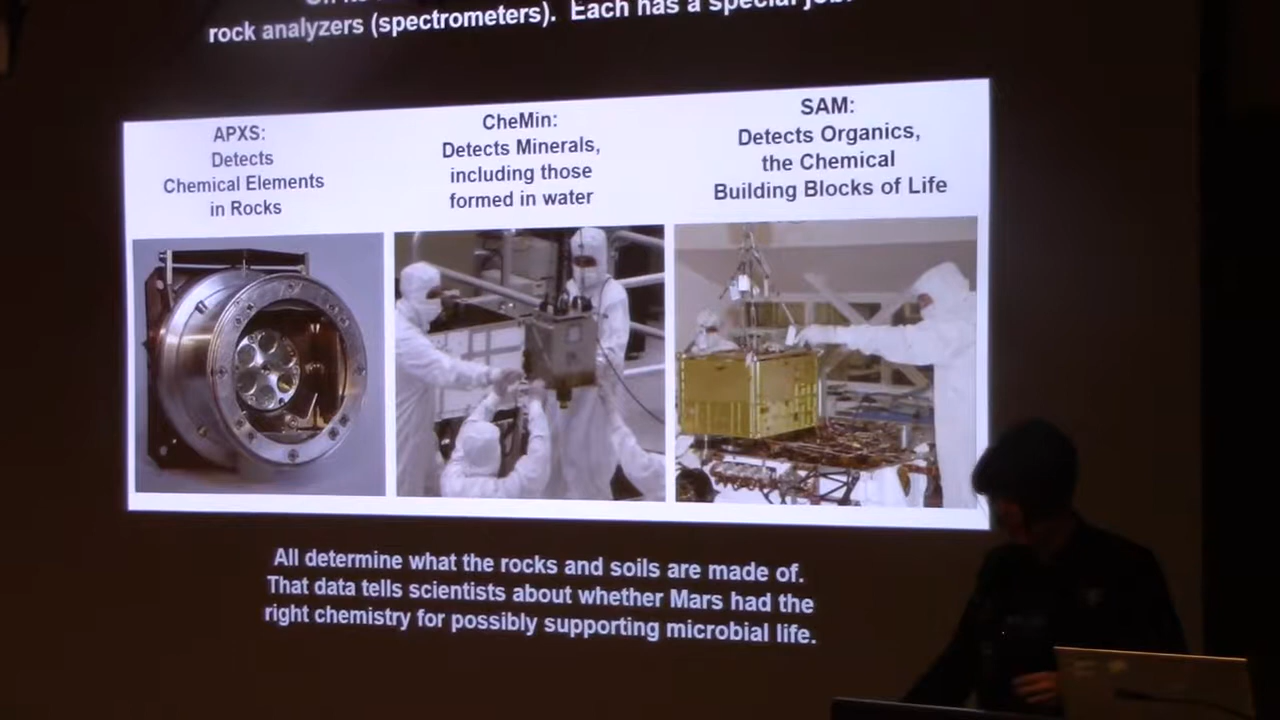 rock analyzers (spectrometers). Each has a special job.
APXS:
Detects
Chemical Elements
in Rocks
CheMin:
Detects Minerals,
including those
formed in water
SAM:
Detects Organics,
the Chemical
Building Blocks of Life
All determine what the rocks and soils are made of.
That data tells scientists about whether Mars had the
right chemistry for possibly supporting microbial life.